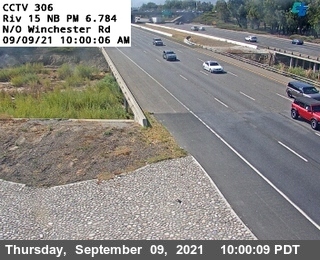 CCTV 306
Riv 15 NB PM 6.784
N/O Winchester Rd
09/09/21 10:00:06 AM
Thursday, September 09, 2021 10:00:09 PDT